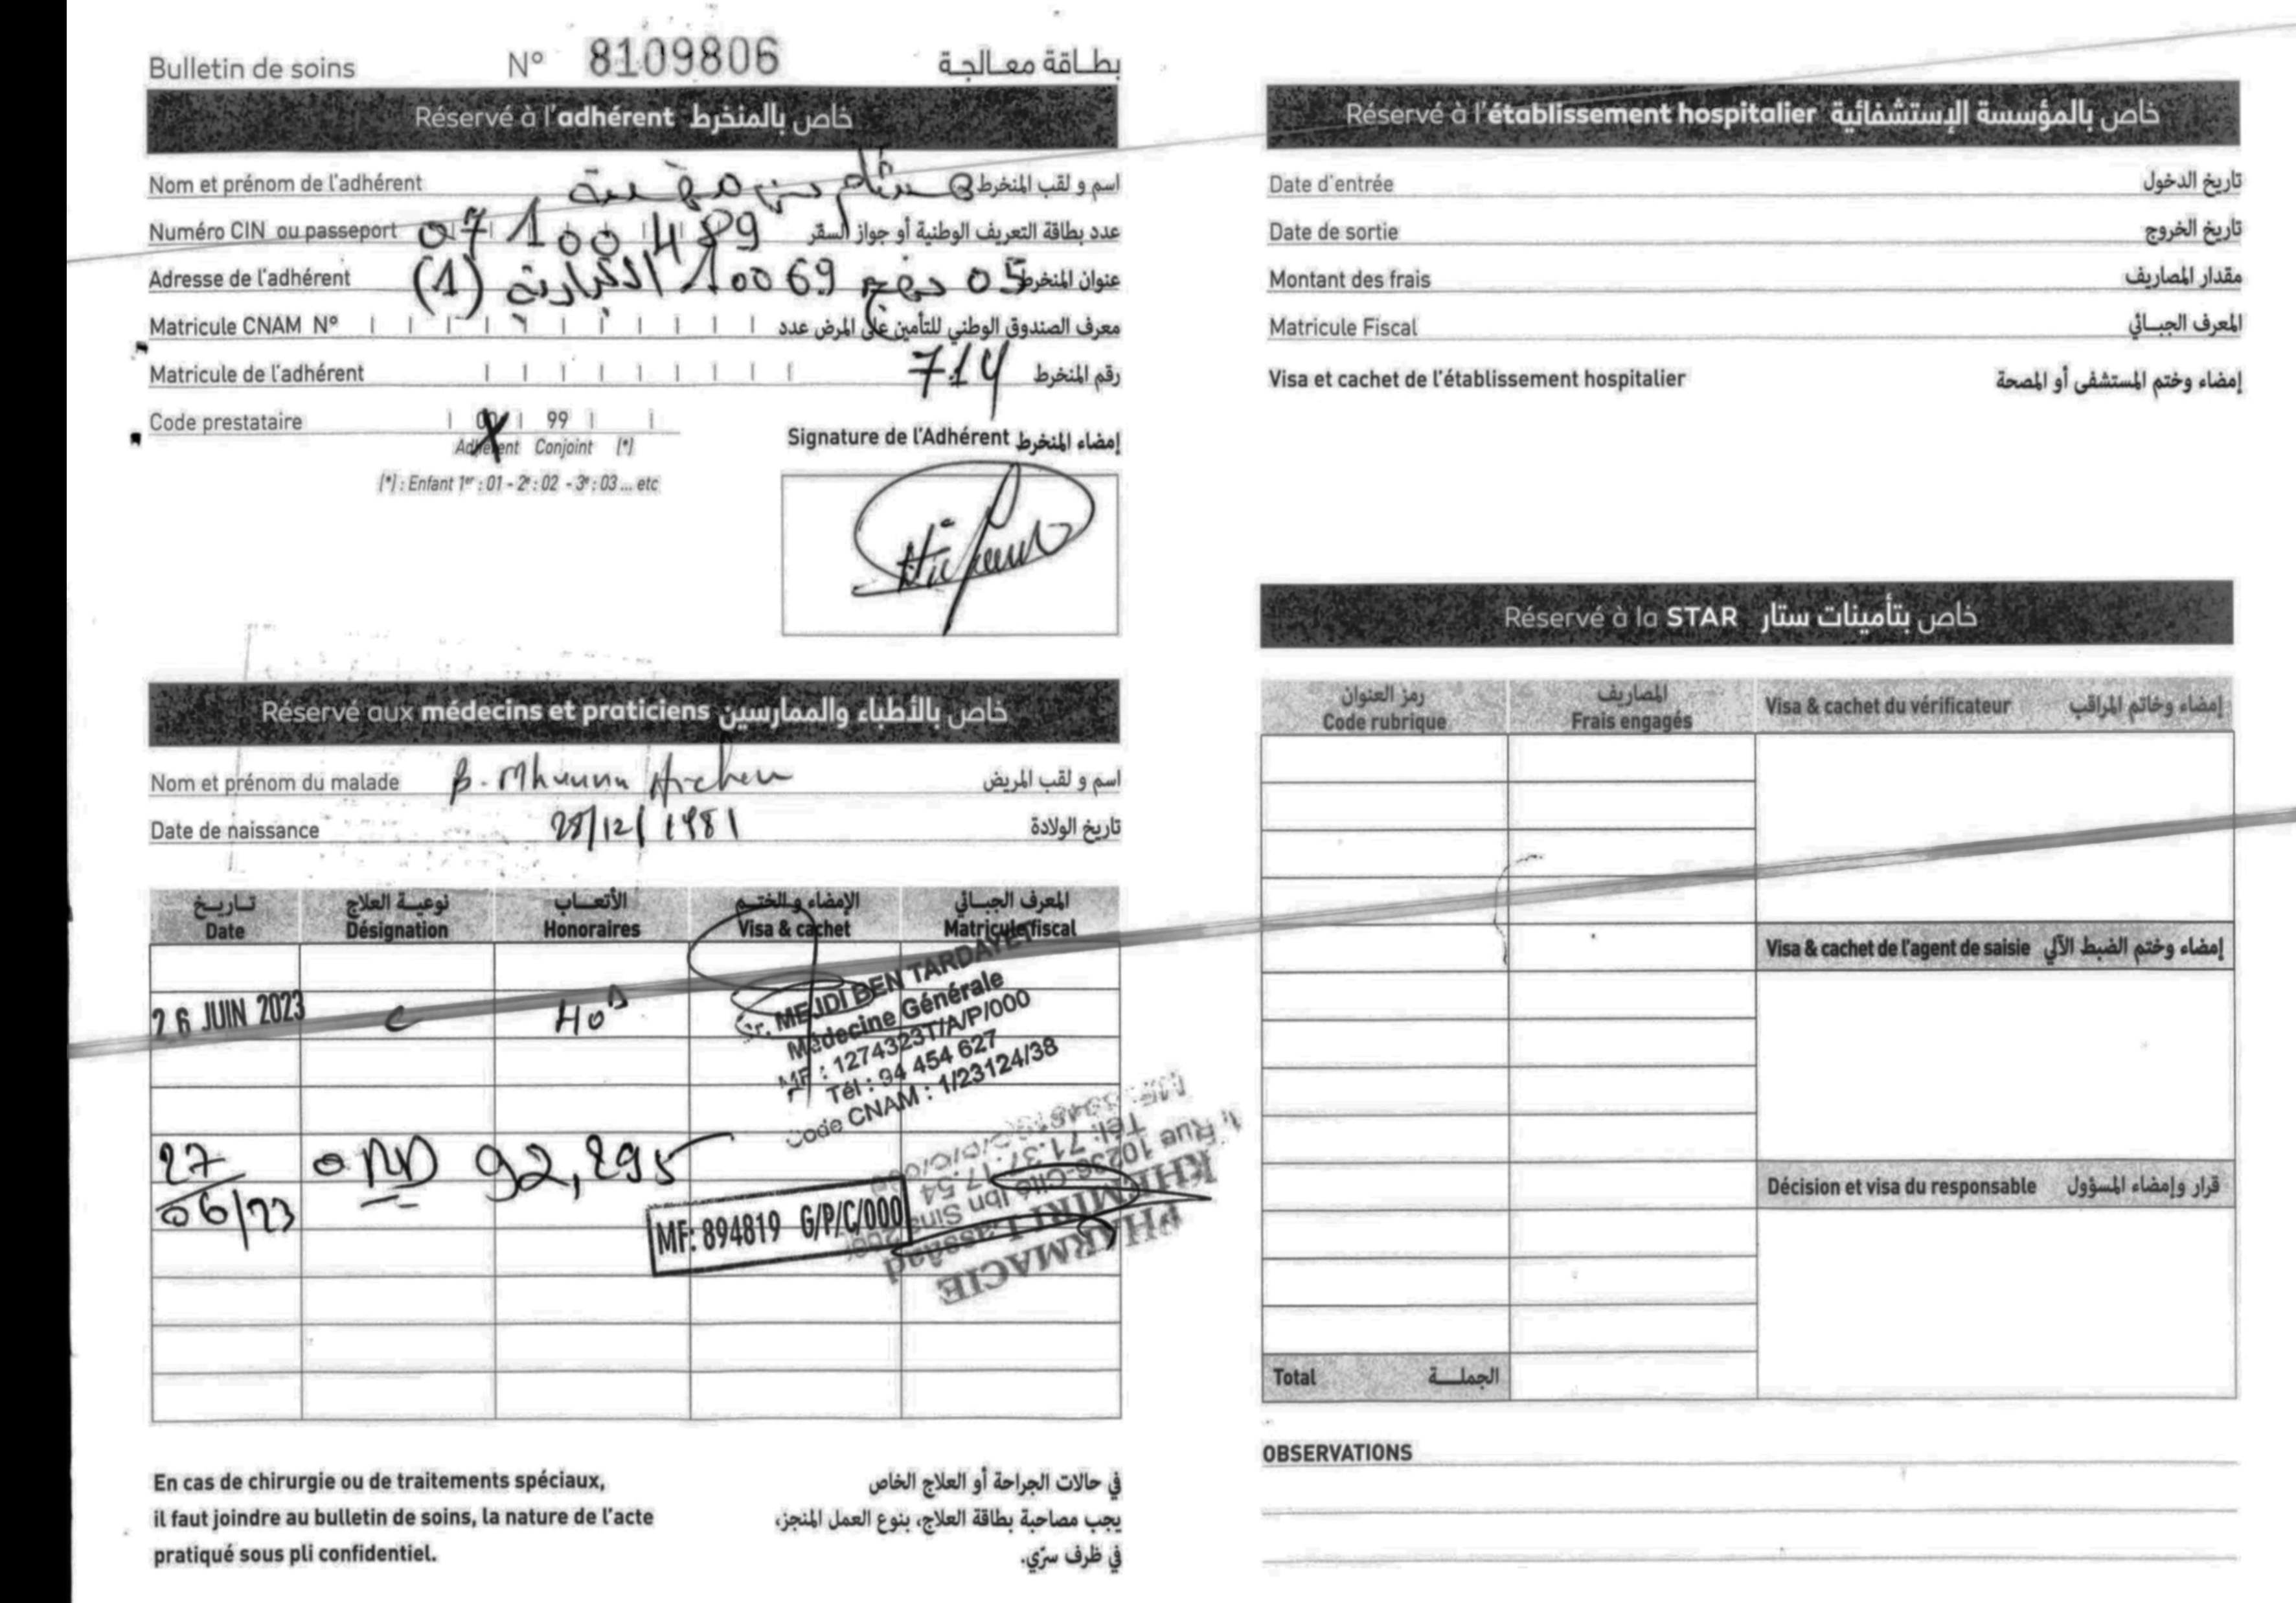 Bulletin de soins N° 8109806 بطاقة معالجة
Réservé à l'adhérent خاص بالمنخرط
Nom et prénom de l'adhérent هشام بن مهنية اسم و لقب المنخرط
Numéro CIN ou passeport 07100489 عدد بطاقة التعريف الوطنية أو جواز السفر
Adresse de l'adhérent 05 نهج 10069 الكبارية (1) عنوان المنخرط
Matricule CNAM N° معرف الصندوق الوطني للتأمين على المرض عدد
Matricule de l'adhérent 714 رقم المنخرط
Code prestataire 00 99
Adhérent Conjoint (*)
(*) : Enfant 1er : 01 - 2e : 02 - 3e : 03 ... etc
Signature de l'Adhérent إمضاء المنخرط
Réservé aux médecins et praticiens خاص بالأطباء والممارسين
Nom et prénom du malade B. Mhenni Hichem اسم و لقب المريض
Date de naissance 28/12/1981 تاريخ الولادة
تاريخ نوعية العلاج الأتعاب الإمضاء والختم المعرف الجبائي
Date Désignation Honoraires Visa & cachet Matricule fiscal
26 JUIN 2023 C 40D
Dr. MEJDI BEN TARDAYET
Médecine Générale
MF : 1274323T/A/P/000
Tél : 94 454 627
Code CNAM : 1/23124/38
27/06/23 ORD 92,295
MF: 894819 G/P/C/000
PHARMACIE
KHEMIRI Lassâad
1, Rue 10236-Cité Ibn Sina
Tél: 71.37.17.54
En cas de chirurgie ou de traitements spéciaux,
il faut joindre au bulletin de soins, la nature de l'acte
pratiqué sous pli confidentiel.
في حالات الجراحة أو العلاج الخاص
يجب مصاحبة بطاقة العلاج، بنوع العمل المنجز،
في ظرف سرّي.
Réservé à l'établissement hospitalier خاص بالمؤسسة الإستشفائية
Date d'entrée تاريخ الدخول
Date de sortie تاريخ الخروج
Montant des frais مقدار المصاريف
Matricule Fiscal المعرف الجبائي
Visa et cachet de l'établissement hospitalier إمضاء وختم المستشفى أو المصحة
Réservé à la STAR خاص بتأمينات ستار
رمز العنوان المصاريف
Code rubrique Frais engagés Visa & cachet du vérificateur إمضاء وخاتم المراقب
Visa & cachet de l'agent de saisie إمضاء وختم الضبط الآلي
Décision et visa du responsable قرار وإمضاء المسؤول
Total الجملة
OBSERVATIONS